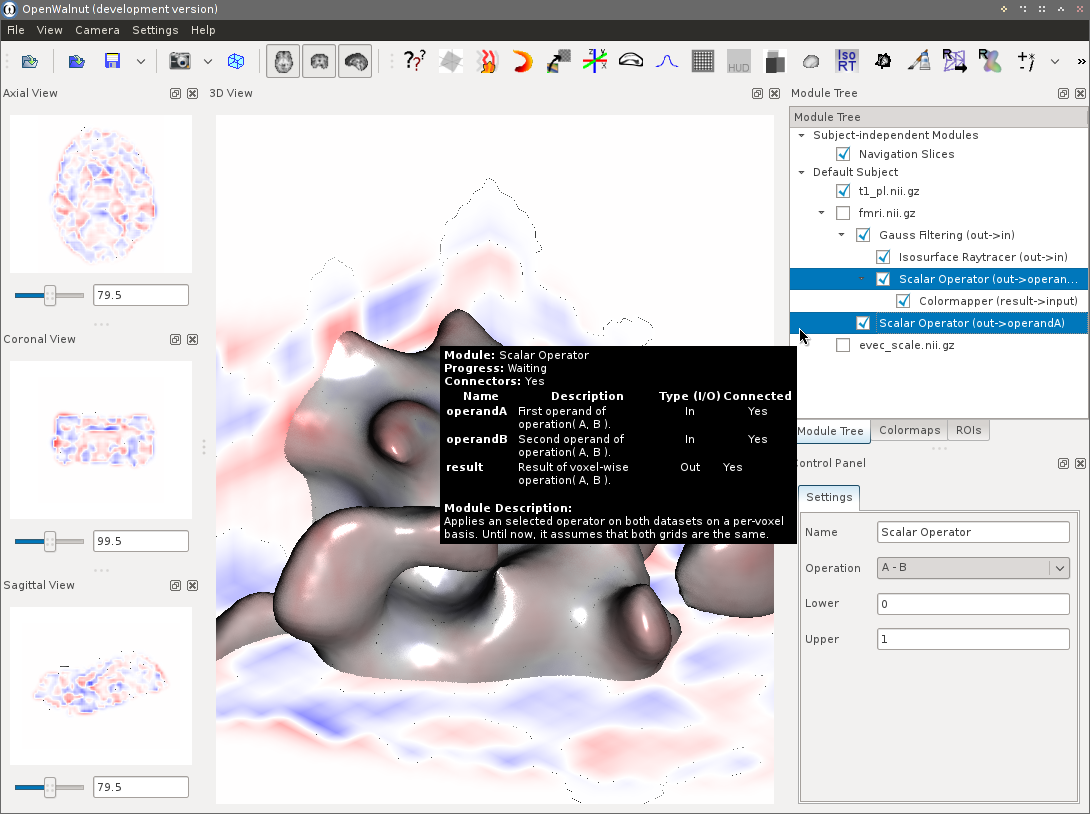 OpenWalnut (development version)
File View Camera Settings Help
??
HUD
ISO
RT
R
R
+/
»
Axial View
3D View
Module Tree
Module Tree
Subject-independent Modules
Navigation Slices
Default Subject
t1_pl.nii.gz
fmri.nii.gz
Gauss Filtering (out->in)
Isosurface Raytracer (out->in)
Scalar Operator (out->operan...
Colormapper (result->input)
Scalar Operator (out->operandA)
evec_scale.nii.gz
79.5
Coronal View
99.5
Sagittal View
79.5
Module: Scalar Operator
Progress: Waiting
Connectors: Yes
Name Description Type (I/O) Connected
operandA First operand of In Yes
operation( A, B ).
operandB Second operand of In Yes
operation( A, B ).
result Result of voxel-wise Out Yes
operation( A, B ).
Module Description:
Applies an selected operator on both datasets on a per-voxel
basis. Until now, it assumes that both grids are the same.
Module Tree Colormaps ROIs
ontrol Panel
Settings
Name Scalar Operator
Operation A - B
Lower 0
Upper 1